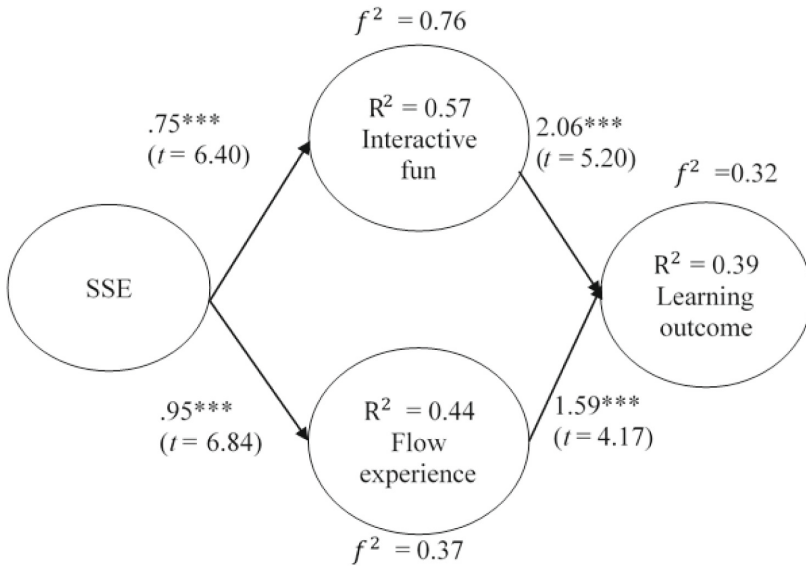 f² = 0.76
R² = 0.57
Interactive
fun
.75***
(t = 6.40)
2.06***
(t = 5.20)
f² =0.32
SSE
R² = 0.39
Learning
outcome
.95***
(t = 6.84)
R² = 0.44
Flow
experience
1.59***
(t = 4.17)
f² = 0.37